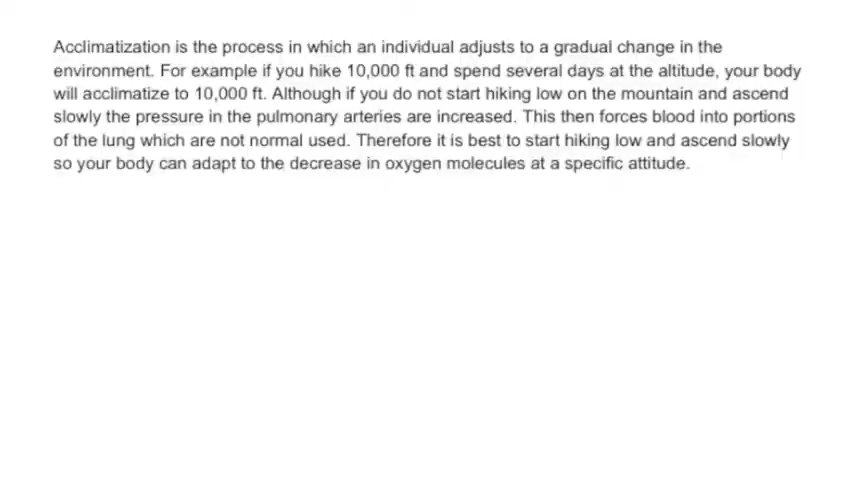 Acclimatization is the process in which an individual adjusts to a gradual change in the
environment. For example if you hike 10,000 ft and spend several days at the altitude, your body
will acclimatize to 10,000 ft. Although if you do not start hiking low on the mountain and ascend
slowly the pressure in the pulmonary arteries are increased. This then forces blood into portions
of the lung which are not normal used. Therefore it is best to start hiking low and ascend slowly
so your body can adapt to the decrease in oxygen molecules at a specific attitude.